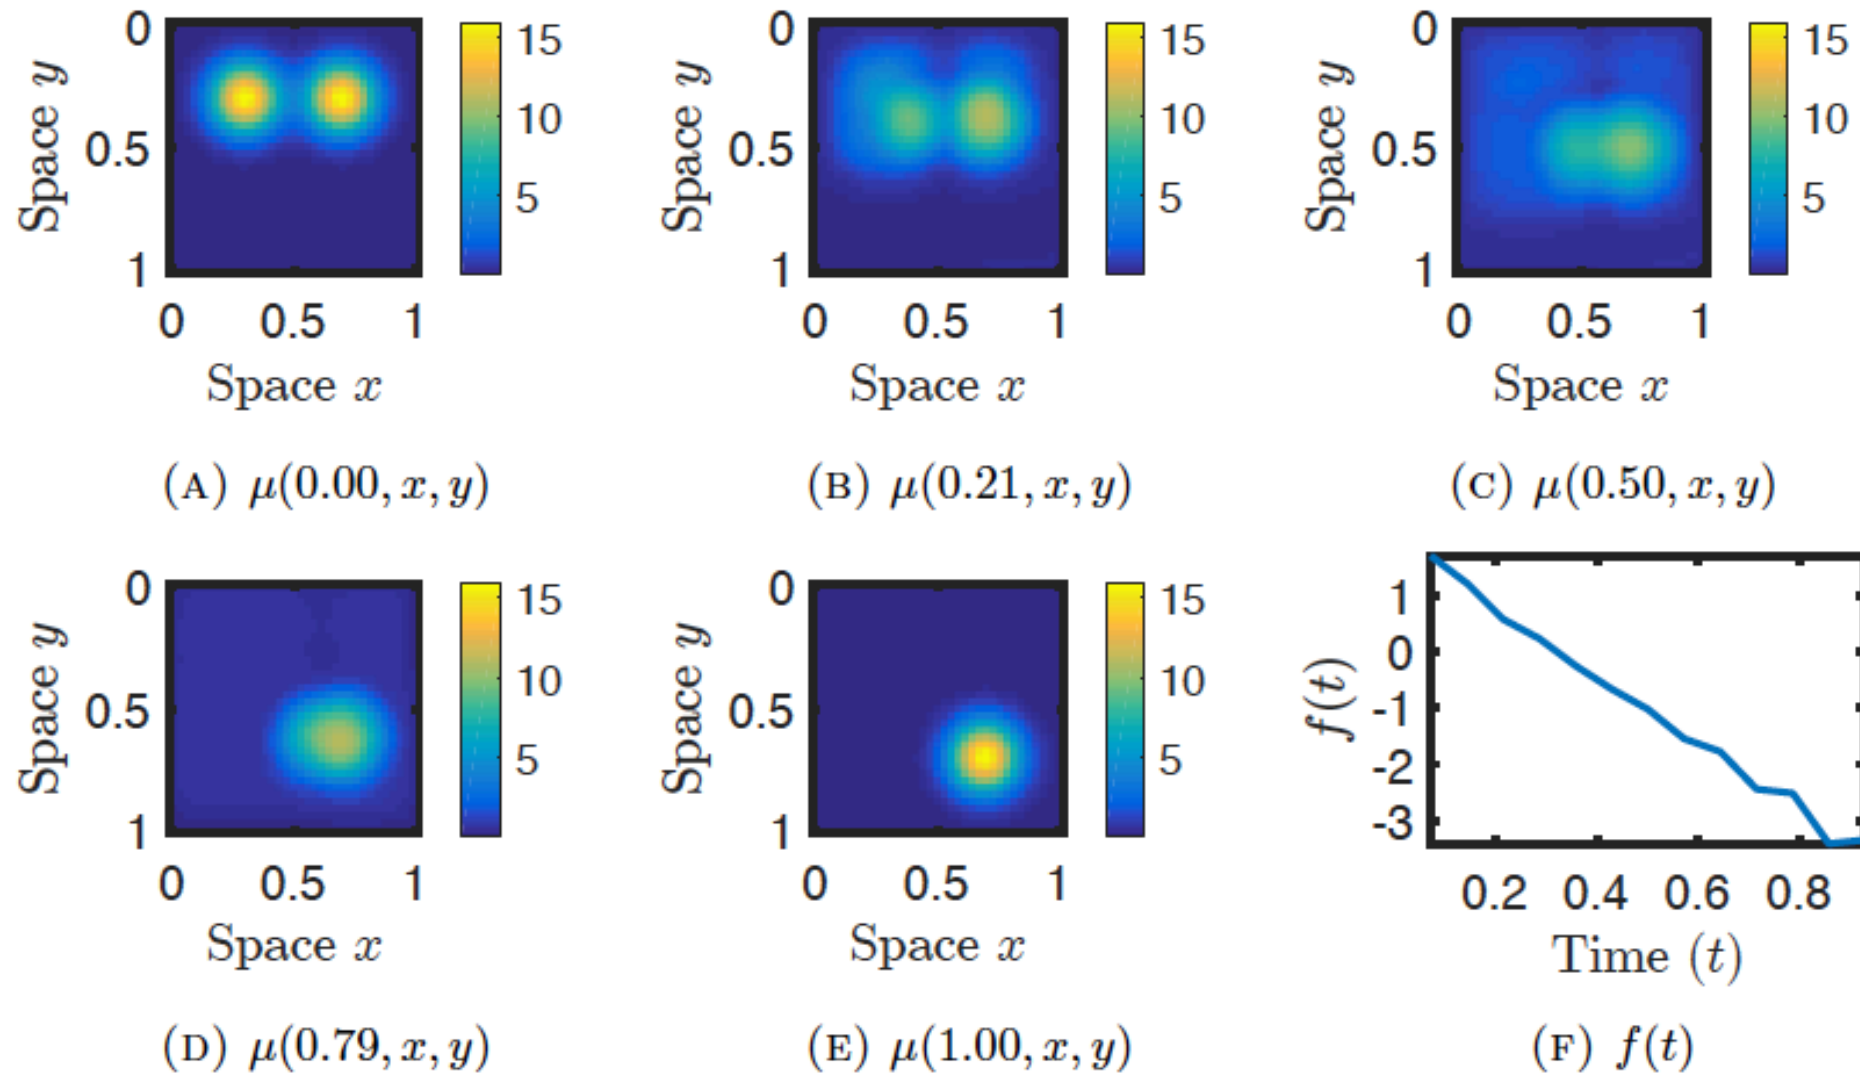 0
0.5
1
Space y
0 0.5 1
Space x
15
10
5
(A) μ(0.00, x, y)
0
0.5
1
Space y
0 0.5 1
Space x
15
10
5
(B) μ(0.21, x, y)
0
0.5
1
Space y
0 0.5 1
Space x
15
10
5
(C) μ(0.50, x, y)
0
0.5
1
Space y
0 0.5 1
Space x
15
10
5
(D) μ(0.79, x, y)
0
0.5
1
Space y
0 0.5 1
Space x
15
10
5
(E) μ(1.00, x, y)
1
0
-1
-2
-3
f(t)
0.2 0.4 0.6 0.8
Time (t)
(F) f(t)